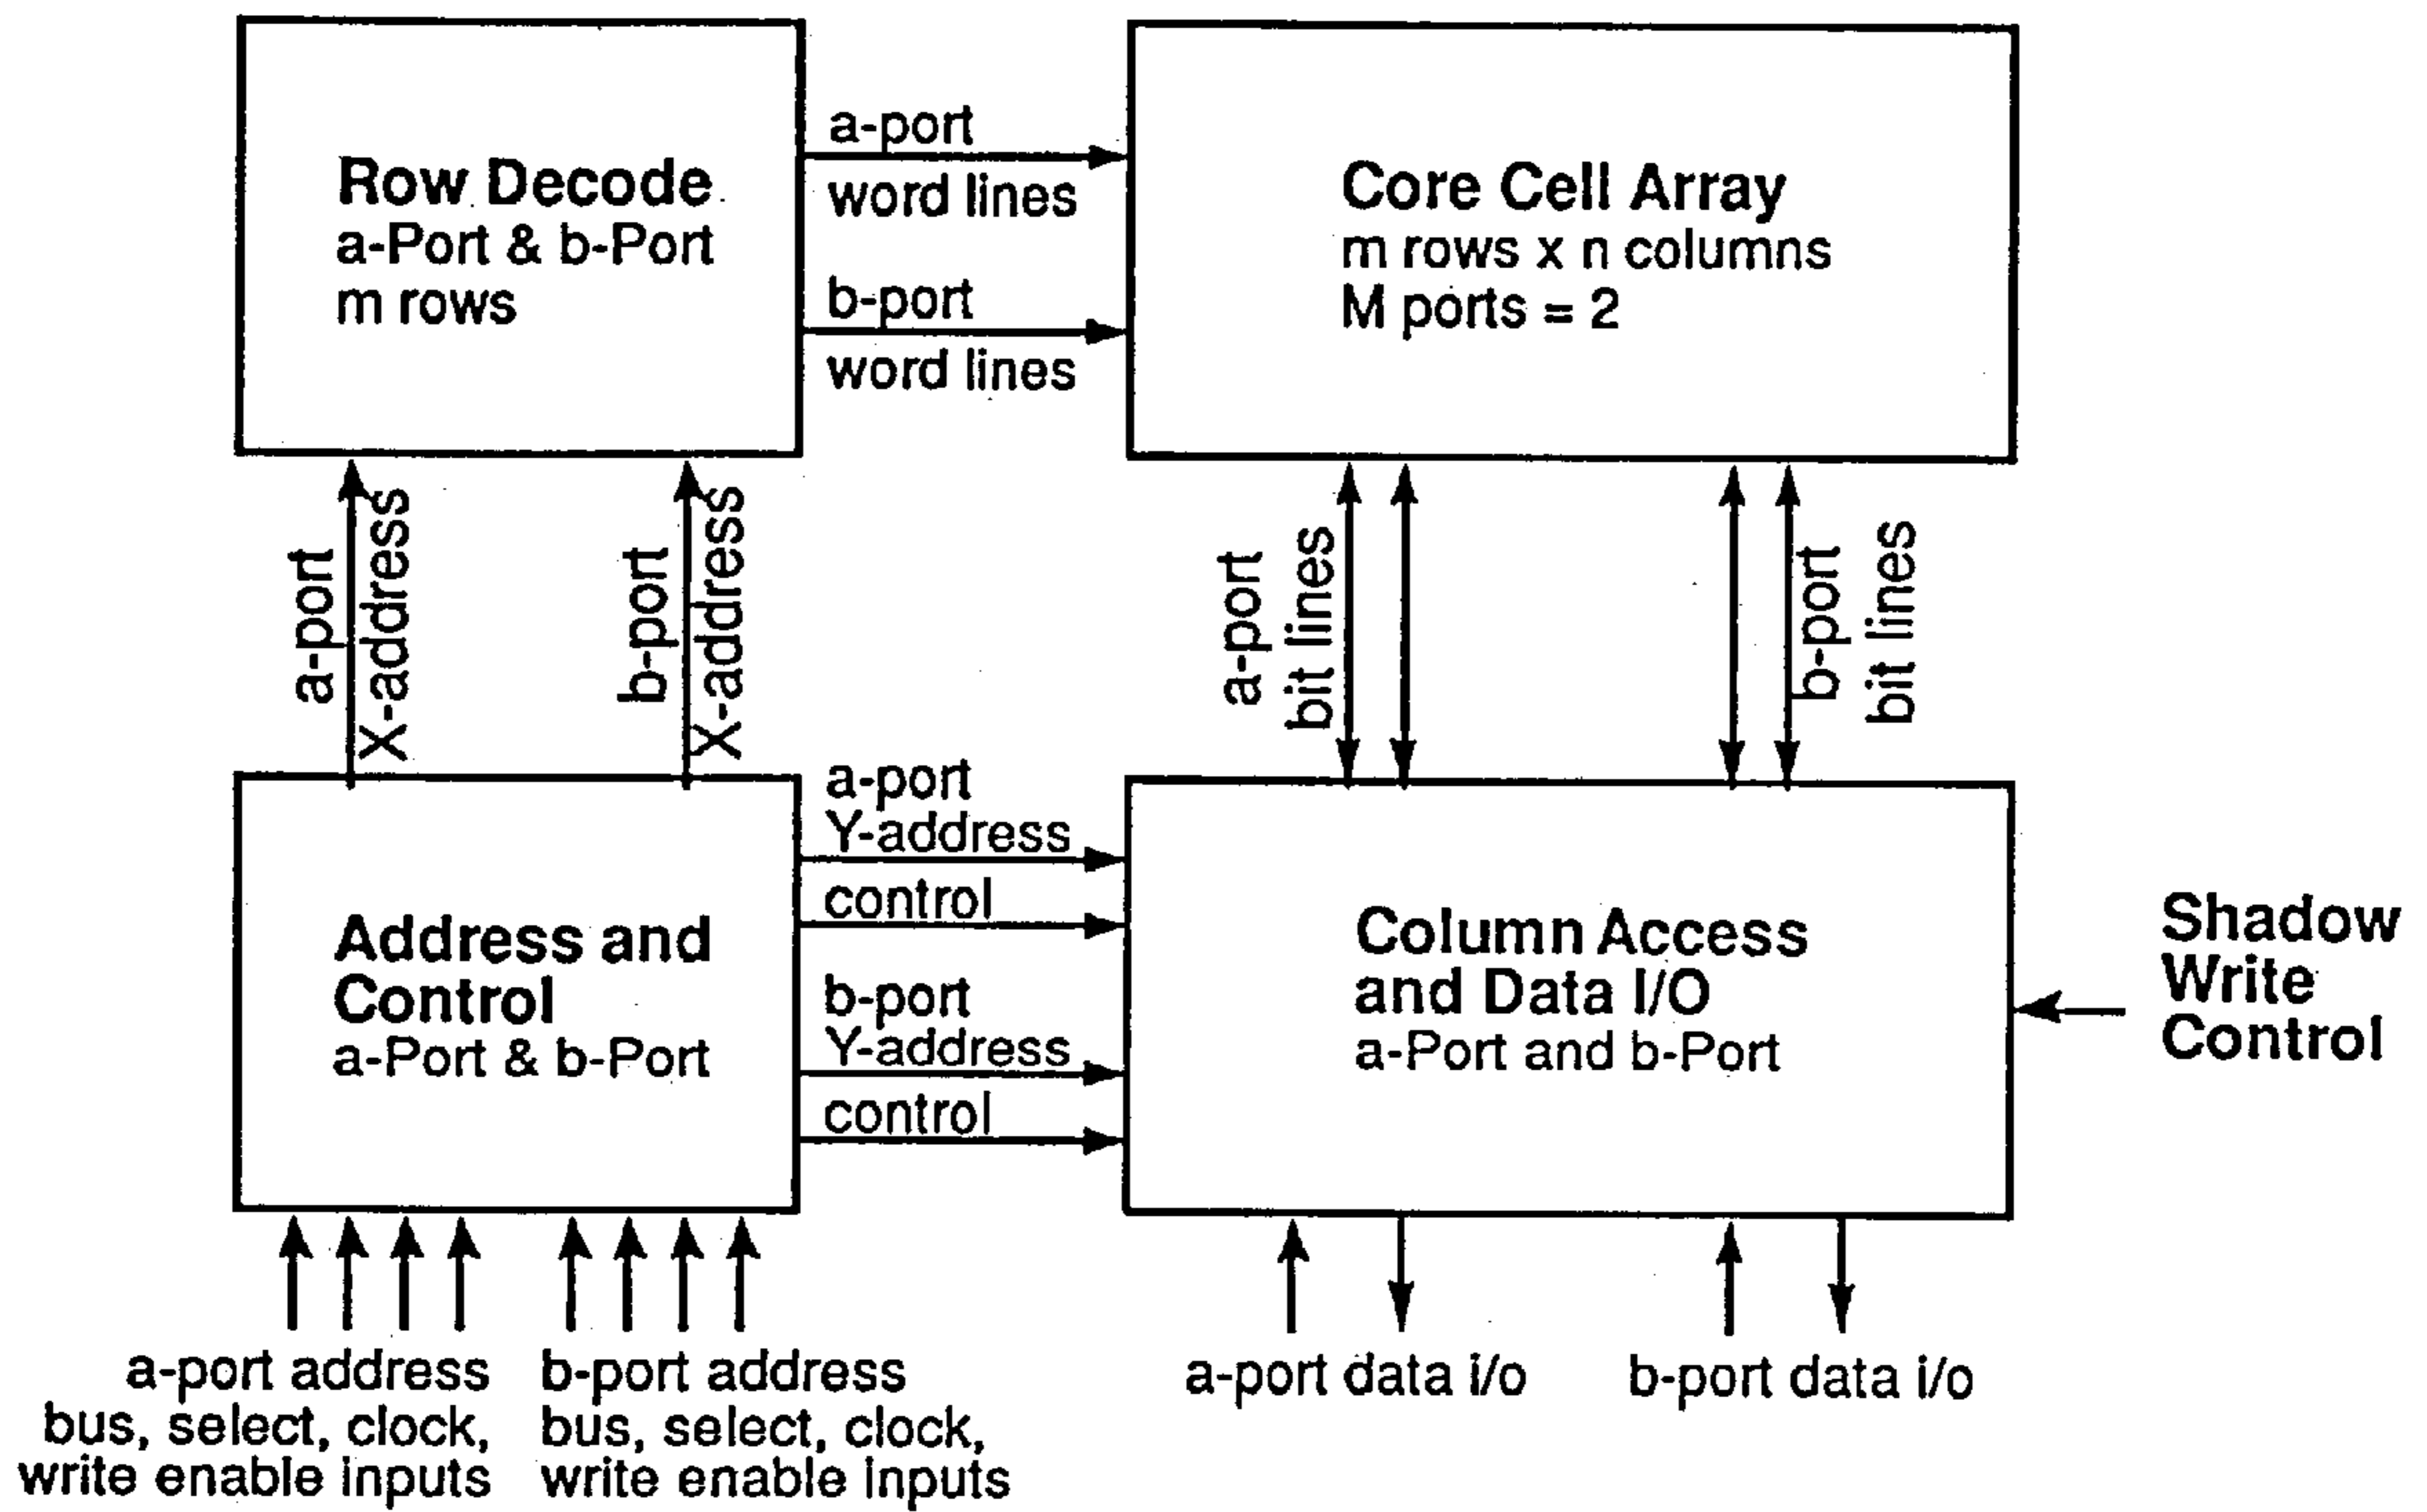 Row Decode
a-Port & b-Port
m rows
a-port
word lines
b-port
word lines
Core Cell Array
m rows x n columns
M ports = 2
a-port
X-address
b-port
X-address
a-port
bit lines
b-port
bit lines
Address and
Control
a-Port & b-Port
a-port
Y-address
control
b-port
Y-address
control
Column Access
and Data I/O
a-Port and b-Port
Shadow
Write
Control
a-port address
bus, select, clock,
write enable inputs
b-port address
bus, select, clock,
write enable inputs
a-port data i/o
b-port data i/o